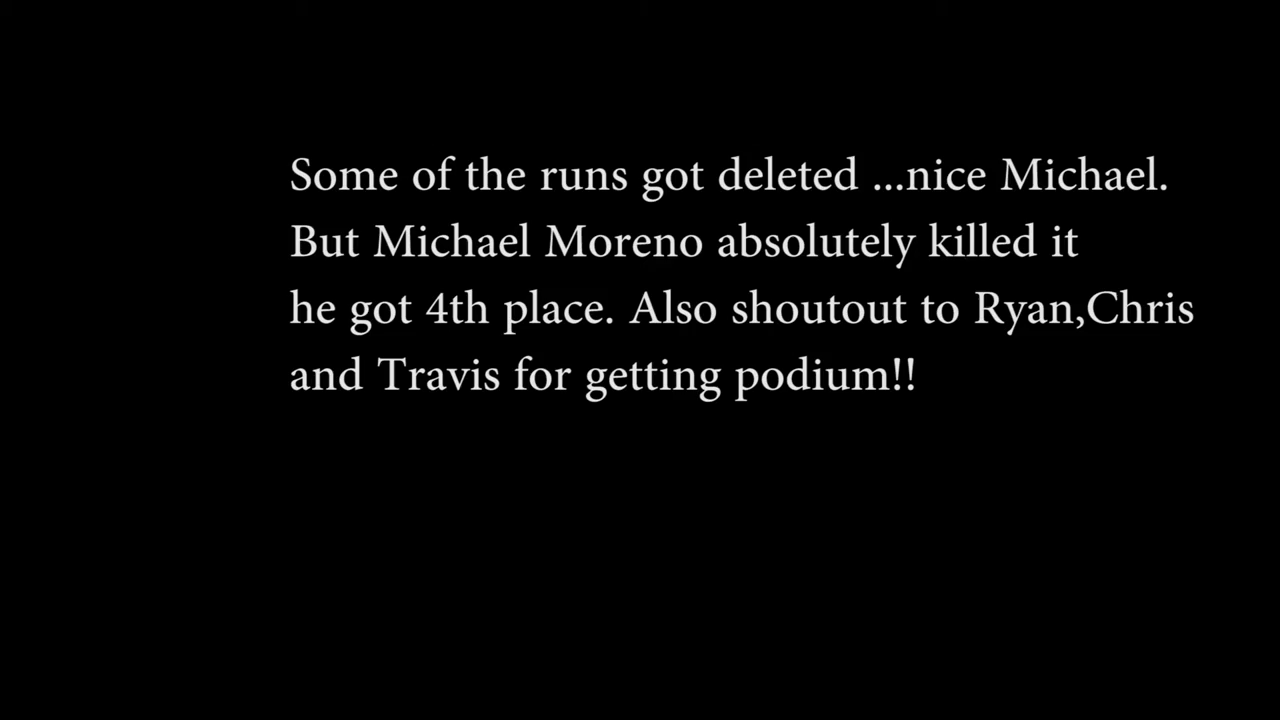 Some of the runs got deleted ...nice Michael.
But Michael Moreno absolutely killed it
he got 4th place. Also shoutout to Ryan,Chris
and Travis for getting podium!!